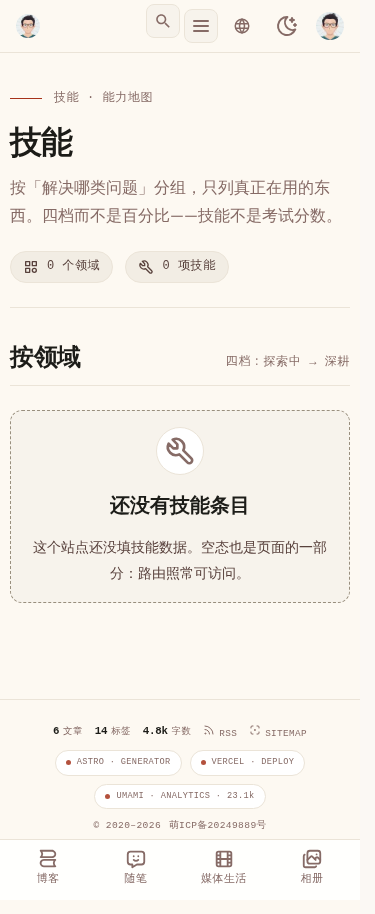 技能 · 能力地图
技能
按「解决哪类问题」分组，只列真正在用的东
西。四档而不是百分比——技能不是考试分数。
0 个领域
0 项技能
按领域
四档：探索中 → 深耕
还没有技能条目
这个站点还没填技能数据。空态也是页面的一部
分：路由照常可访问。
6 文章 14 标签 4.8k 字数 RSS SITEMAP
ASTRO · GENERATOR
VERCEL · DEPLOY
UMAMI · ANALYTICS · 23.1k
© 2020–2026 萌ICP备20249889号
博客
随笔
媒体生活
相册